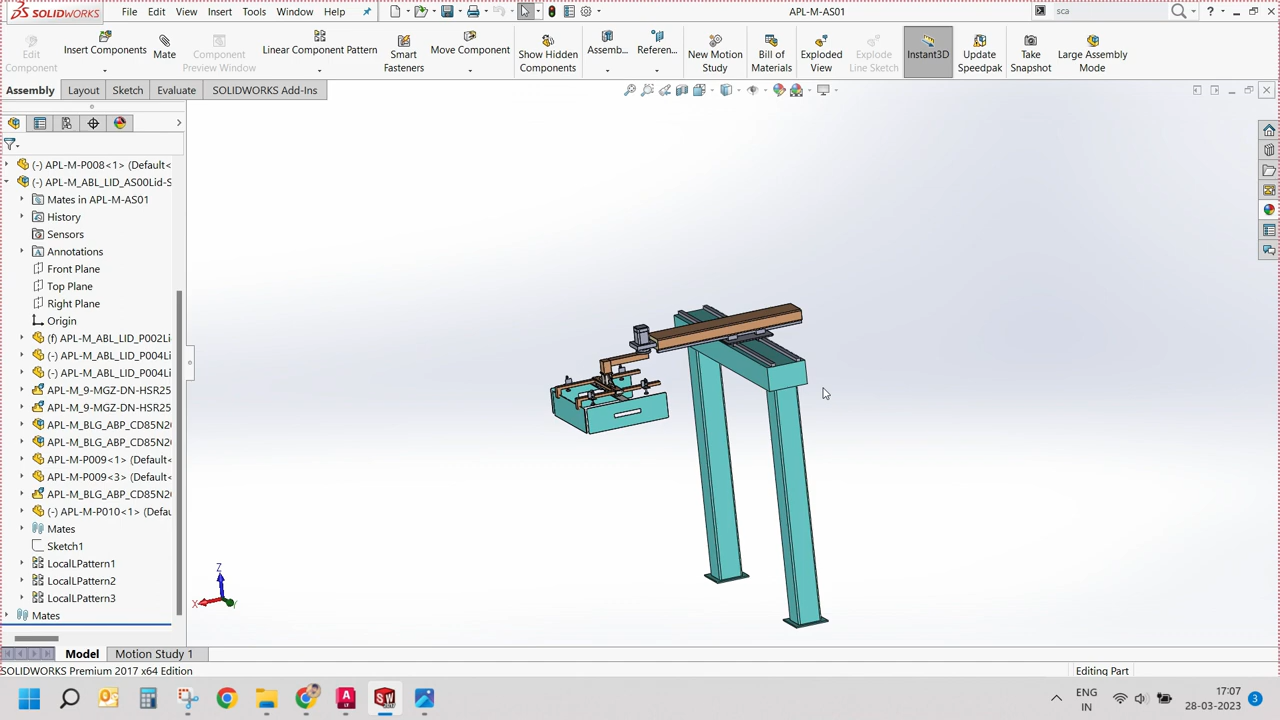 SOLIDWORKS File Edit View Insert Tools Window Help APL-M-AS01 sca
Edit Component
Insert Components
Mate
Component Preview Window
Linear Component Pattern
Smart Fasteners
Move Component
Show Hidden Components
Assemb...
Referen...
New Motion Study
Bill of Materials
Exploded View
Explode Line Sketch
Instant3D
Update Speedpak
Take Snapshot
Large Assembly Mode
Assembly Layout Sketch Evaluate SOLIDWORKS Add-Ins
(-) APL-M-P008<1> (Default<
(-) APL-M_ABL_LID_AS00Lid-S
Mates in APL-M-AS01
History
Sensors
Annotations
Front Plane
Top Plane
Right Plane
Origin
(f) APL-M_ABL_LID_P002Li
(-) APL-M_ABL_LID_P004Li
(-) APL-M_ABL_LID_P004Li
APL-M_9-MGZ-DN-HSR25
APL-M_9-MGZ-DN-HSR25
APL-M_BLG_ABP_CD85N2
APL-M_BLG_ABP_CD85N2
APL-M-P009<1> (Default<
APL-M-P009<3> (Default<
APL-M_BLG_ABP_CD85N2
(-) APL-M-P010<1> (Defau
Mates
Sketch1
LocalLPattern1
LocalLPattern2
LocalLPattern3
Mates
Z
X
Model Motion Study 1
SOLIDWORKS Premium 2017 x64 Edition Editing Part
ENG IN
17:07
28-03-2023
3